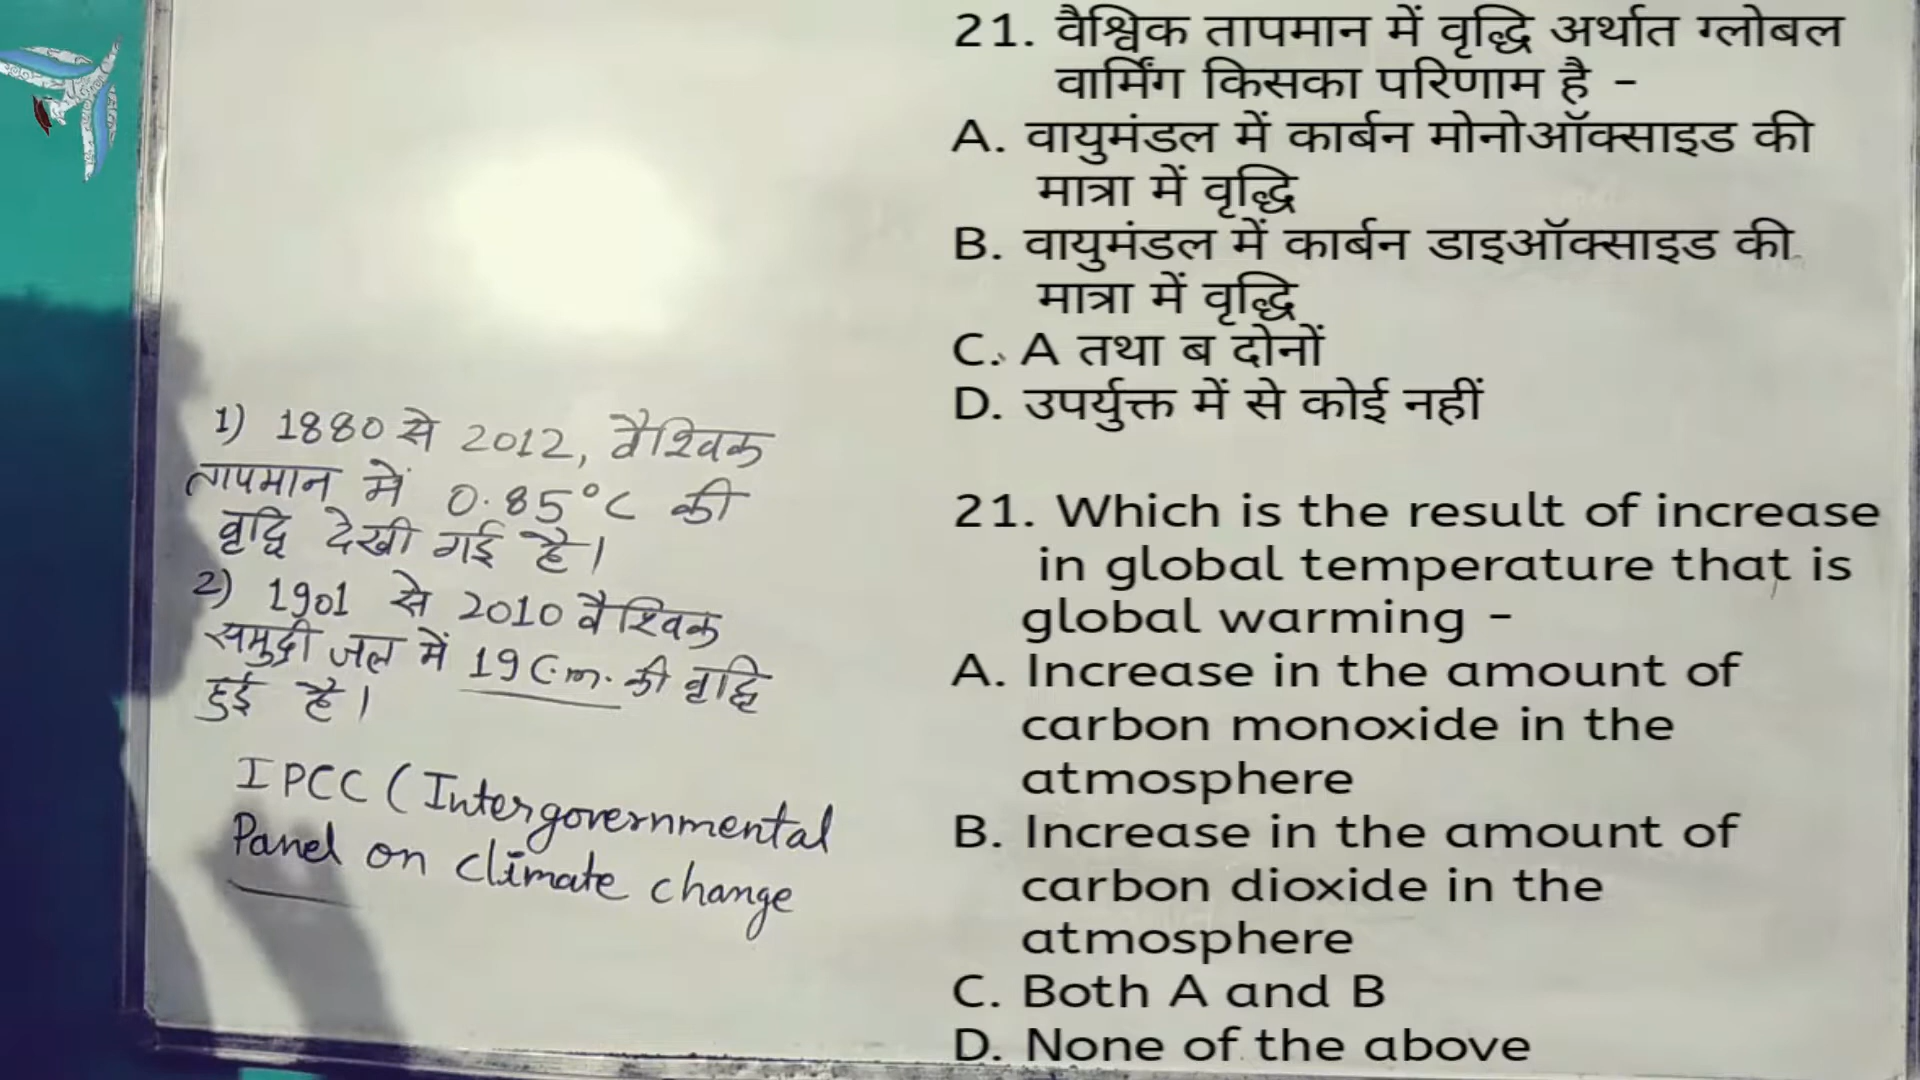 1) 1880 से 2012, वैश्विक
तापमान में 0.85°C की
वृद्धि देखी गई है।
2) 1901 से 2010 वैश्विक
समुद्री जल में 19 C.m. की वृद्धि
हुई है।
IPCC (Intergovernmental
Panel on climate change
21. वैश्विक तापमान में वृद्धि अर्थात ग्लोबल
वार्मिंग किसका परिणाम है -
A. वायुमंडल में कार्बन मोनोऑक्साइड की
मात्रा में वृद्धि
B. वायुमंडल में कार्बन डाइऑक्साइड की
मात्रा में वृद्धि
C. A तथा ब दोनों
D. उपर्युक्त में से कोई नहीं
21. Which is the result of increase
in global temperature that is
global warming -
A. Increase in the amount of
carbon monoxide in the
atmosphere
B. Increase in the amount of
carbon dioxide in the
atmosphere
C. Both A and B
D. None of the above